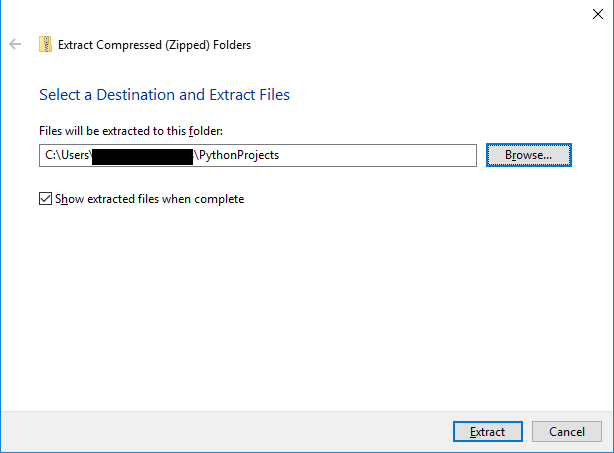 Extract Compressed (Zipped) Folders
Select a Destination and Extract Files
Files will be extracted to this folder:
C:\Users\ \PythonProjects
Browse...
Show extracted files when complete
Extract
Cancel